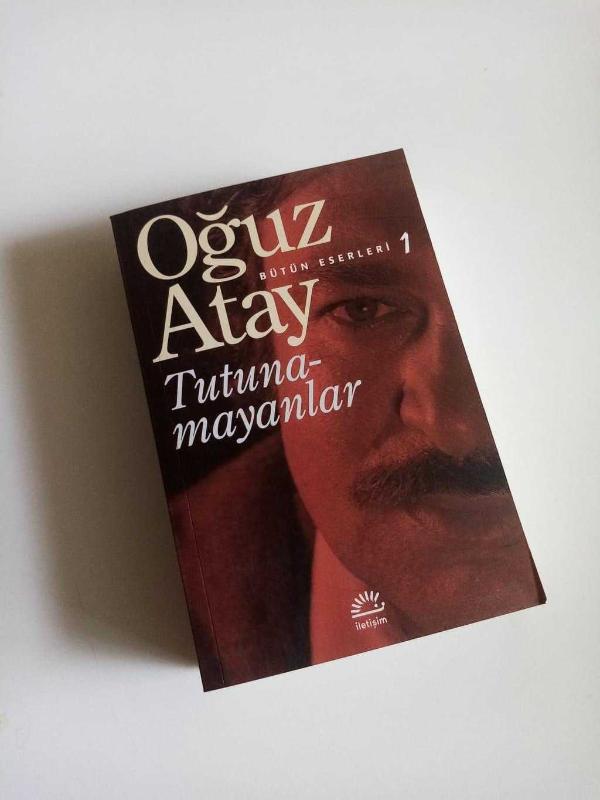 Oğuz
BÜTÜN ESERLERİ 1
Atay
Tutuna-
mayanlar
iletişim